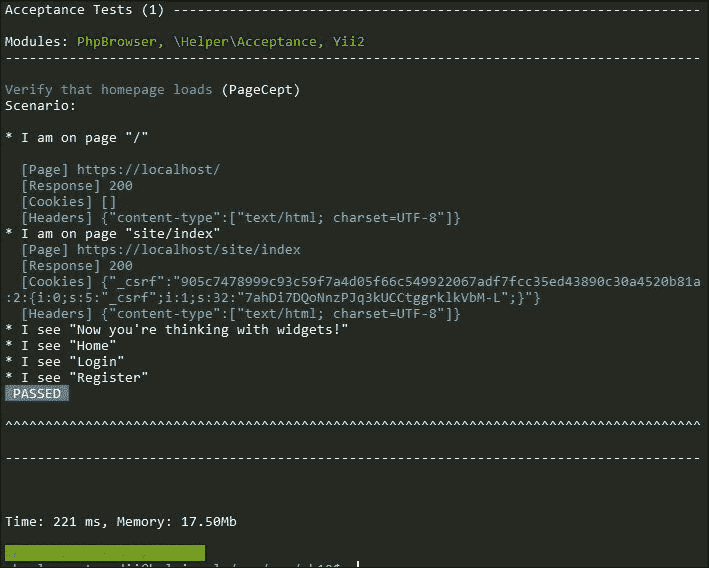 Acceptance Tests (1) ------------------------------------------------------------------
Modules: PhpBrowser, \Helper\Acceptance, Yii2
---------------------------------------------------------------------------------------
Verify that homepage loads (PageCept)
Scenario:
* I am on page "/"
[Page] https://localhost/
[Response] 200
[Cookies] []
[Headers] {"content-type":["text/html; charset=UTF-8"]}
* I am on page "site/index"
[Page] https://localhost/site/index
[Response] 200
[Cookies] {"_csrf":"905c7478999c93c59f7a4d05f66c549922067adf7fcc35ed43890c30a4520b81a
:2:{i:0;s:5:"_csrf";i:1;s:32:"7ahDi7DQoNnzPJq3kUCCtggrklkVbM-L";}"}
[Headers] {"content-type":["text/html; charset=UTF-8"]}
* I see "Now you're thinking with widgets!"
* I see "Home"
* I see "Login"
* I see "Register"
PASSED
^^^^^^^^^^^^^^^^^^^^^^^^^^^^^^^^^^^^^^^^^^^^^^^^^^^^^^^^^^^^^^^^^^^^^^^^^^^^^^^^^^^^^^^
---------------------------------------------------------------------------------------
Time: 221 ms, Memory: 17.50Mb